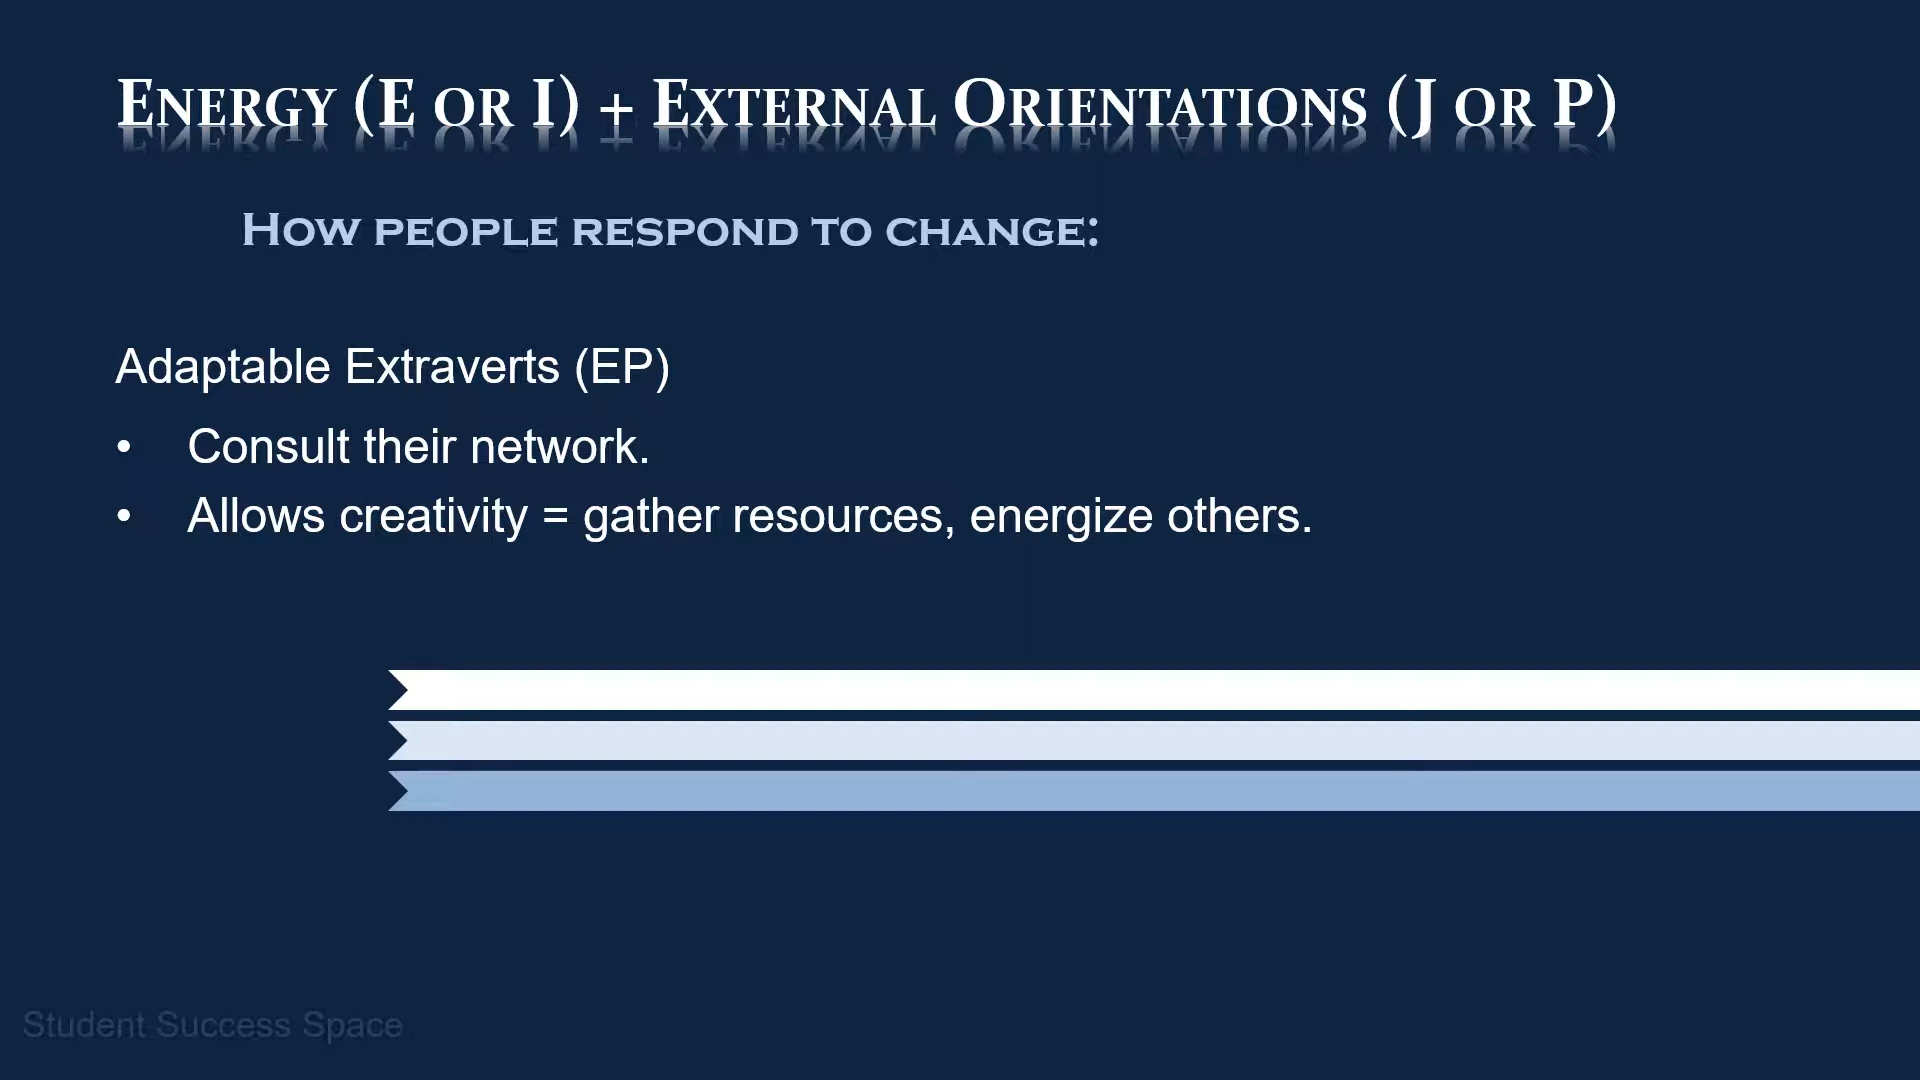 Energy (E or I) + External Orientations (J or P)
How people respond to change:
Adaptable Extraverts (EP)
• Consult their network.
• Allows creativity = gather resources, energize others.
Student Success Space